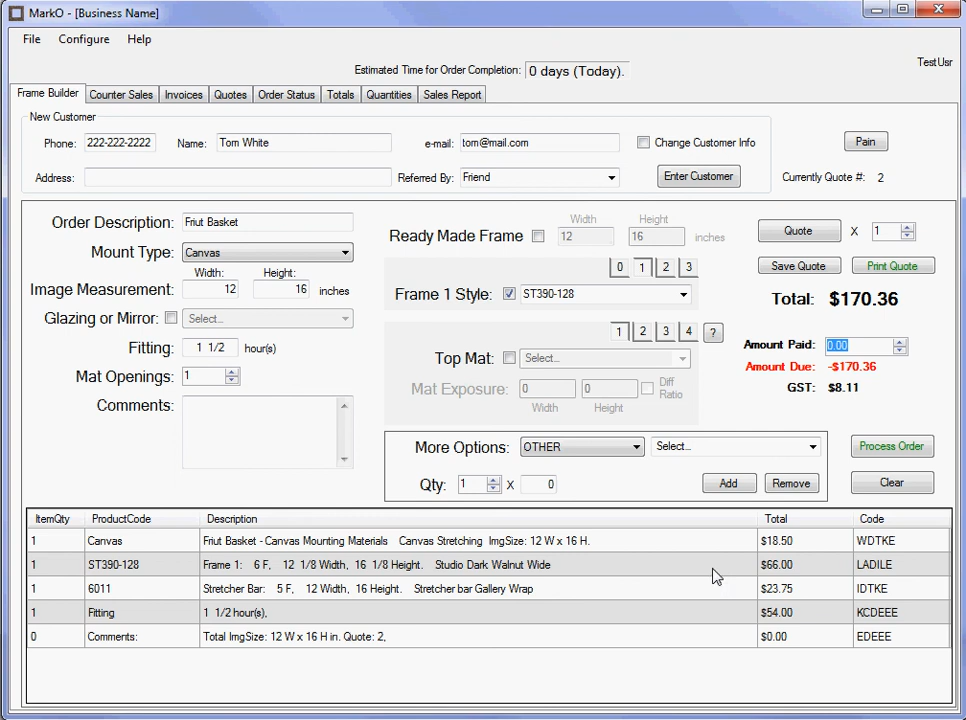 MarkO - [Business Name]
File Configure Help
TestUsr
Estimated Time for Order Completion: 0 days (Today).
Frame Builder Counter Sales Invoices Quotes Order Status Totals Quantities Sales Report
New Customer
Phone: 222-222-2222 Name: Tom White e-mail: tom@mail.com Change Customer Info Pain
Address: Referred By: Friend Enter Customer Currently Quote #: 2
Order Description: Friut Basket
Mount Type: Canvas
Width: Height:
Image Measurement: 12 16 inches
Glazing or Mirror: Select...
Fitting: 1 1/2 hour(s)
Mat Openings: 1
Comments:
Width Height
Ready Made Frame 12 16 inches
0 1 2 3
Frame 1 Style: ST390-128
1 2 3 4 ?
Top Mat: Select...
Mat Exposure: 0 0 Diff Ratio
Width Height
More Options: OTHER Select...
Qty: 1 X 0 Add Remove
Quote X 1
Save Quote Print Quote
Total: $170.36
Amount Paid: 0.00
Amount Due: -$170.36
GST: $8.11
Process Order
Clear
ItemQty ProductCode Description Total Code
1 Canvas Friut Basket - Canvas Mounting Materials Canvas Stretching ImgSize: 12 W x 16 H. $18.50 WDTKE
1 ST390-128 Frame 1: 6 F, 12 1/8 Width, 16 1/8 Height. Studio Dark Walnut Wide $66.00 LADILE
1 6011 Stretcher Bar: 5 F, 12 Width, 16 Height. Stretcher bar Gallery Wrap $23.75 IDTKE
1 Fitting 1 1/2 hour(s), $54.00 KCDEEE
0 Comments: Total ImgSize: 12 W x 16 H in. Quote: 2, $0.00 EDEEE